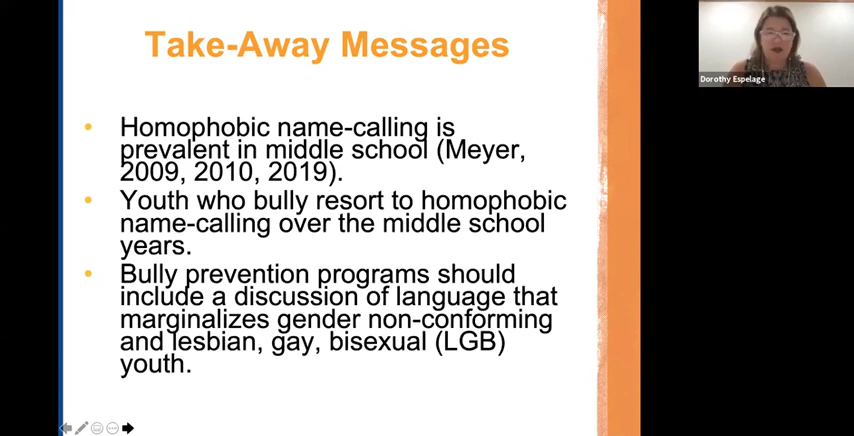 Take-Away Messages
Dorothy Espelage
• Homophobic name-calling is
prevalent in middle school (Meyer,
2009, 2010, 2019).
• Youth who bully resort to homophobic
name-calling over the middle school
years.
• Bully prevention programs should
include a discussion of language that
marginalizes gender non-conforming
and lesbian, gay, bisexual (LGB)
youth.